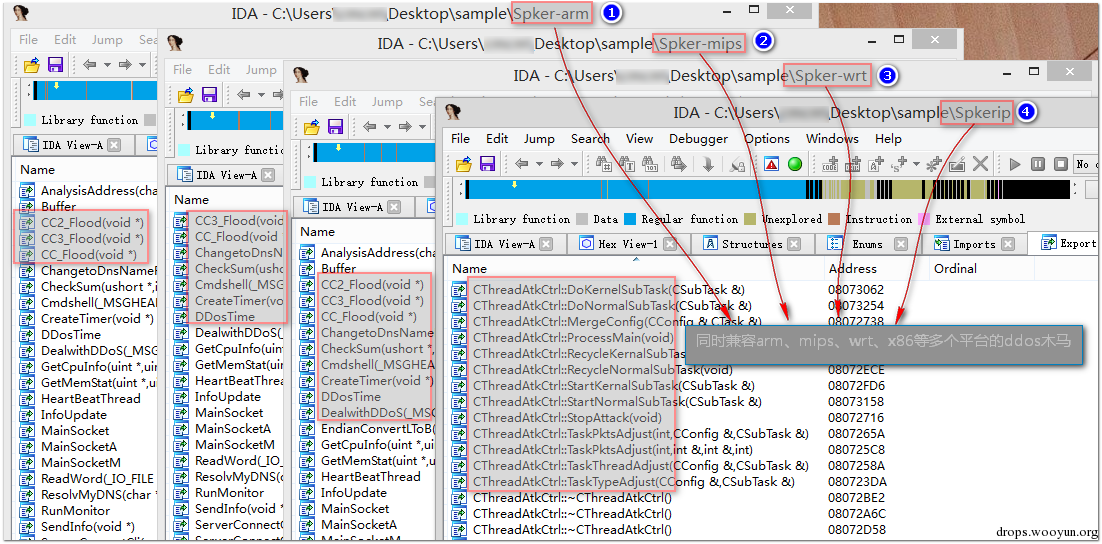 IDA - C:\Users\ Desktop\sample\Spker-arm 1
File Edit Jump Sea
Library function
IDA View-A
Name
AnalysisAddress(cha
Buffer
CC2_Flood(void *)
CC3_Flood(void *)
CC_Flood(void *)
ChangetoDnsNameF
CheckSum(ushort *,i
Cmdshell(_MSGHEAD
CreateTimer(void *)
DDosTime
DealwithDDoS(_MSG
GetCpuInfo(uint *,ui
GetMemStat(uint *,
HeartBeatThread
InfoUpdate
MainSocket
MainSocketA
MainSocketM
ReadWord(_IO_FILE
ResolvMyDNS(char *
RunMonitor
SendInfo(void *)
IDA - C:\Users\ Desktop\sample\Spker-mips 2
File Edit Jump
Library function
IDA View-A
Name
CC3_Flood(void
CC_Flood(void
ChangetoDnsN
CheckSum(usho
Cmdshell(_MSG
CreateTimer(vo
DDosTime
DealwithDDoS(
GetCpuInfo(uin
GetMemStat(ui
HeartBeatThread
InfoUpdate
MainSocket
MainSocketA
MainSocketM
ReadWord(_IO_
ResolvMyDNS(c
RunMonitor
SendInfo(void
ServerConnectC
IDA - C:\Users\ Desktop\sample\Spker-wrt 3
File Edit Jump
Library function
IDA View-A
Name
AnalysisAddress(c
Buffer
CC2_Flood(void *)
CC3_Flood(void *)
CC_Flood(void *)
ChangetoDnsName
CheckSum(ushort *,
Cmdshell(_MSGHEA
CreateTimer(void *)
DDosTime
DealwithDDoS(_MSG
EndianConvertLToB(
GetCpuInfo(uint *,ui
GetMemStat(uint *,
HeartBeatThread
InfoUpdate
MainSocket
MainSocketA
MainSocketM
IDA - C:\Users\ Desktop\sample\Spkerip 4
File Edit Jump Search View Debugger Options Windows Help
No
Library function Data Regular function Unexplored Instruction External symbol
IDA View-A Hex View-1 Structures Enums Imports Export
Name Address Ordinal
CThreadAtkCtrl::DoKernelSubTask(CSubTask &) 08073062
CThreadAtkCtrl::DoNormalSubTask(CSubTask &) 08073254
CThreadAtkCtrl::MergeConfig(CConfig &,CTask &) 08072738
CThreadAtkCtrl::ProcessMain(void)
CThreadAtkCtrl::RecycleKernalSubTask
CThreadAtkCtrl::RecycleNormalSubTask(void) 08072ECE
CThreadAtkCtrl::StartKernalSubTask(CSubTask &) 08072FD6
CThreadAtkCtrl::StartNormalSubTask(CSubTask &) 08073158
CThreadAtkCtrl::StopAttack(void) 08072716
CThreadAtkCtrl::TaskPktsAdjust(int,CConfig &,CSubTask &) 0807265A
CThreadAtkCtrl::TaskPktsAdjust(int,int &,int &,int) 080725C8
CThreadAtkCtrl::TaskThreadAdjust(CConfig &,CSubTask &) 0807258A
CThreadAtkCtrl::TaskTypeAdjust(CConfig &,CSubTask &) 080723DA
CThreadAtkCtrl::~CThreadAtkCtrl() 08072BE2
CThreadAtkCtrl::~CThreadAtkCtrl() 08072A6C
CThreadAtkCtrl::~CThreadAtkCtrl() 08072D58
同时兼容arm、mips、wrt、x86等多个平台的ddos木马
drops.wooyun.org